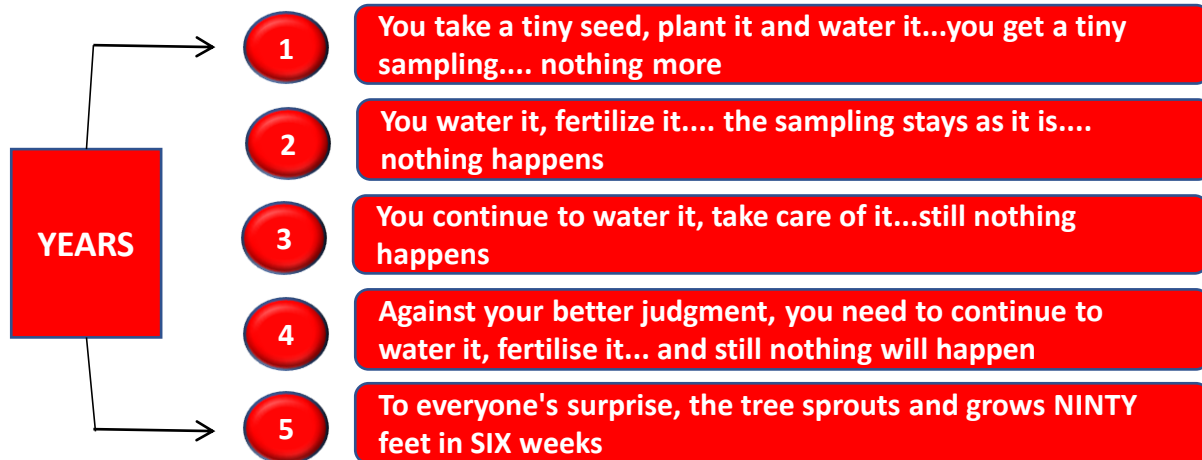 1
You take a tiny seed, plant it and water it...you get a tiny
sampling.... nothing more
2
You water it, fertilize it.... the sampling stays as it is....
nothing happens
YEARS
3
You continue to water it, take care of it...still nothing
happens
4
Against your better judgment, you need to continue to
water it, fertilise it... and still nothing will happen
5
To everyone's surprise, the tree sprouts and grows NINTY
feet in SIX weeks